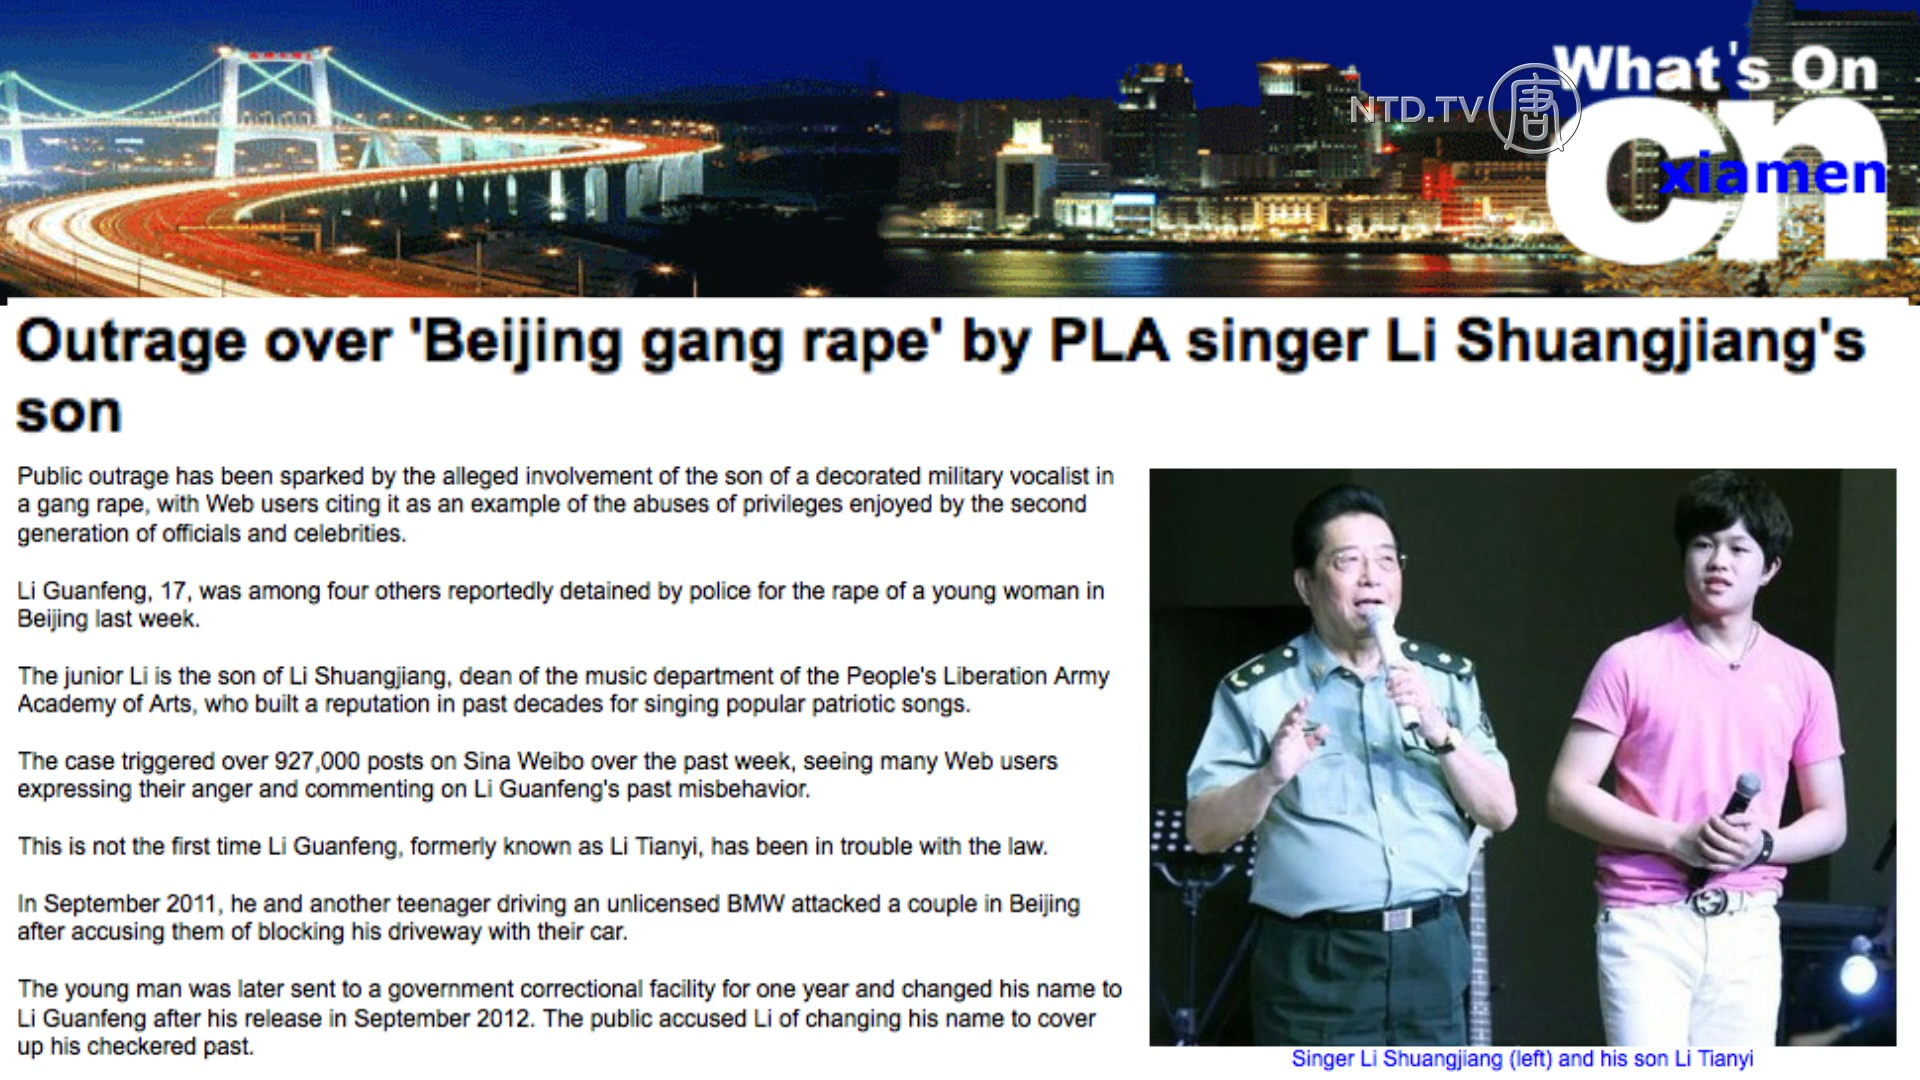 What's On
NTD.TV 唐
cn
xiamen
Outrage over 'Beijing gang rape' by PLA singer Li Shuangjiang's
son
Public outrage has been sparked by the alleged involvement of the son of a decorated military vocalist in
a gang rape, with Web users citing it as an example of the abuses of privileges enjoyed by the second
generation of officials and celebrities.
Li Guanfeng, 17, was among four others reportedly detained by police for the rape of a young woman in
Beijing last week.
The junior Li is the son of Li Shuangjiang, dean of the music department of the People's Liberation Army
Academy of Arts, who built a reputation in past decades for singing popular patriotic songs.
The case triggered over 927,000 posts on Sina Weibo over the past week, seeing many Web users
expressing their anger and commenting on Li Guanfeng's past misbehavior.
This is not the first time Li Guanfeng, formerly known as Li Tianyi, has been in trouble with the law.
In September 2011, he and another teenager driving an unlicensed BMW attacked a couple in Beijing
after accusing them of blocking his driveway with their car.
The young man was later sent to a government correctional facility for one year and changed his name to
Li Guanfeng after his release in September 2012. The public accused Li of changing his name to cover
up his checkered past.
Singer Li Shuangjiang (left) and his son Li Tianyi